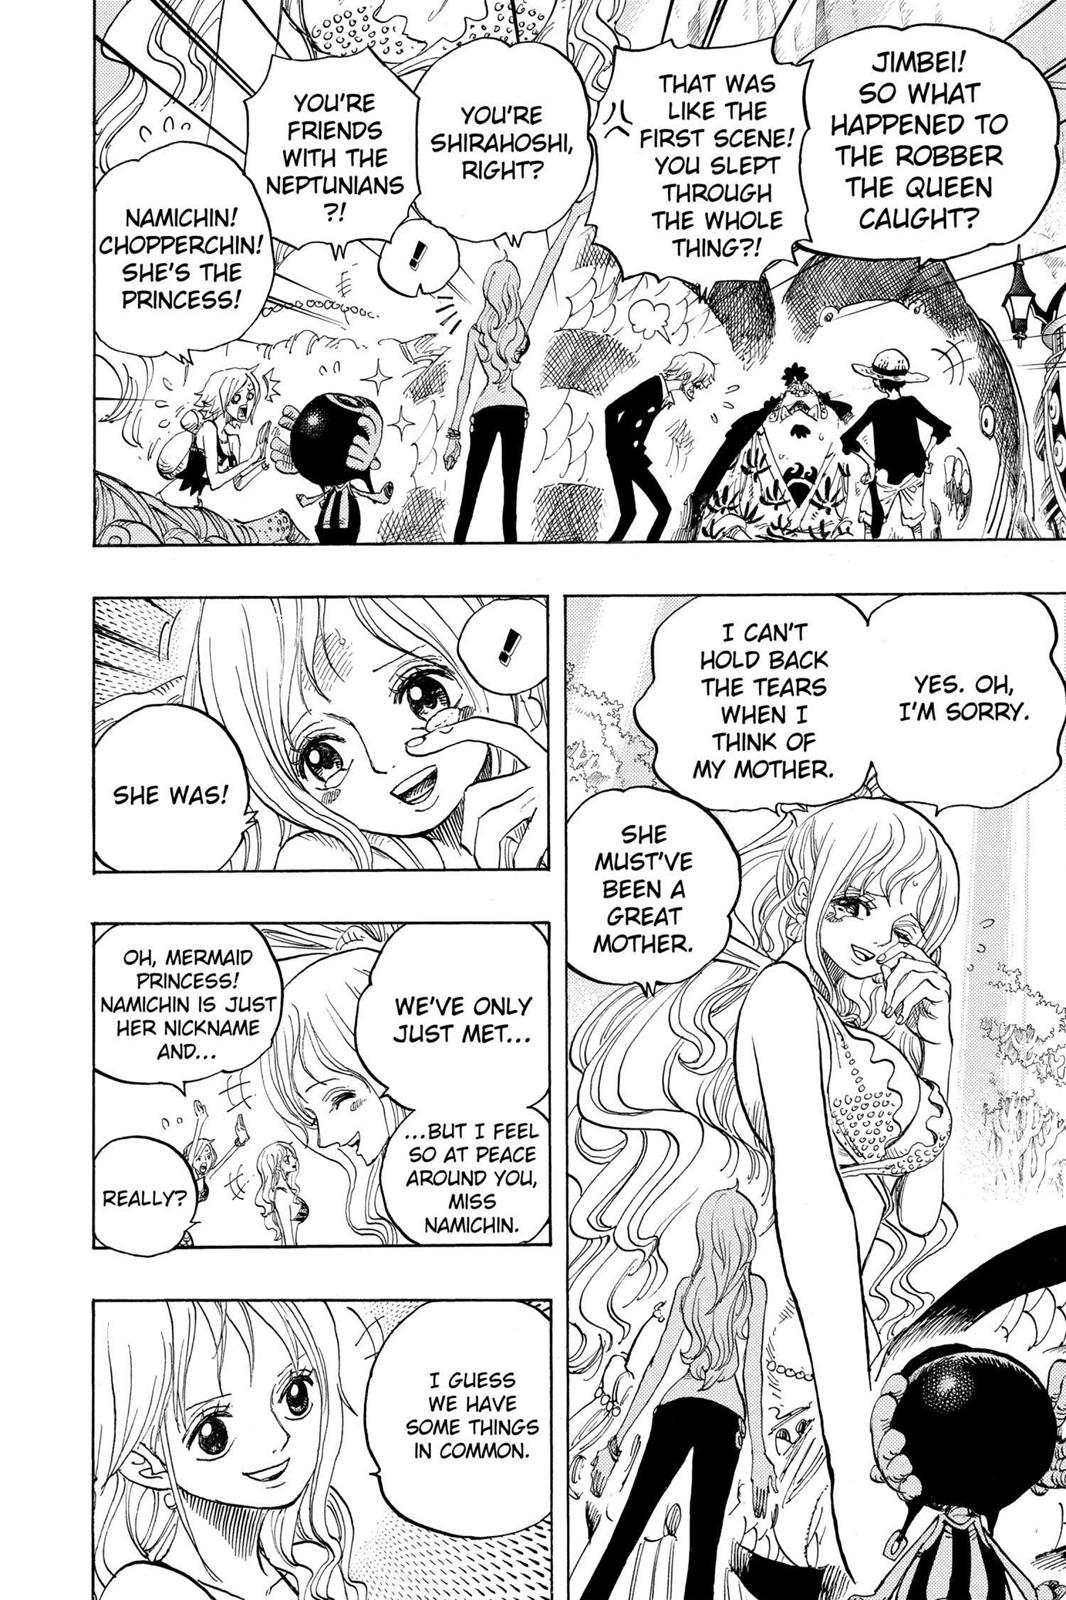 JIMBEI!
SO WHAT
HAPPENED TO
THE ROBBER
THE QUEEN
CAUGHT?
THAT WAS
LIKE THE
FIRST SCENE!
YOU SLEPT
THROUGH
THE WHOLE
THING?!
YOU'RE
SHIRAHOSHI,
RIGHT?
!
YOU'RE
FRIENDS
WITH THE
NEPTUNIANS
?!
NAMICHIN!
CHOPPERCHIN!
SHE'S THE
PRINCESS!
YES. OH,
I'M SORRY.
I CAN'T
HOLD BACK
THE TEARS
WHEN I
THINK OF
MY MOTHER.
SHE
MUST'VE
BEEN A
GREAT
MOTHER.
!
SHE WAS!
WE'VE ONLY
JUST MET...
...BUT I FEEL
SO AT PEACE
AROUND YOU,
MISS
NAMICHIN.
OH, MERMAID
PRINCESS!
NAMICHIN IS JUST
HER NICKNAME
AND...
REALLY?
I GUESS
WE HAVE
SOME THINGS
IN COMMON.